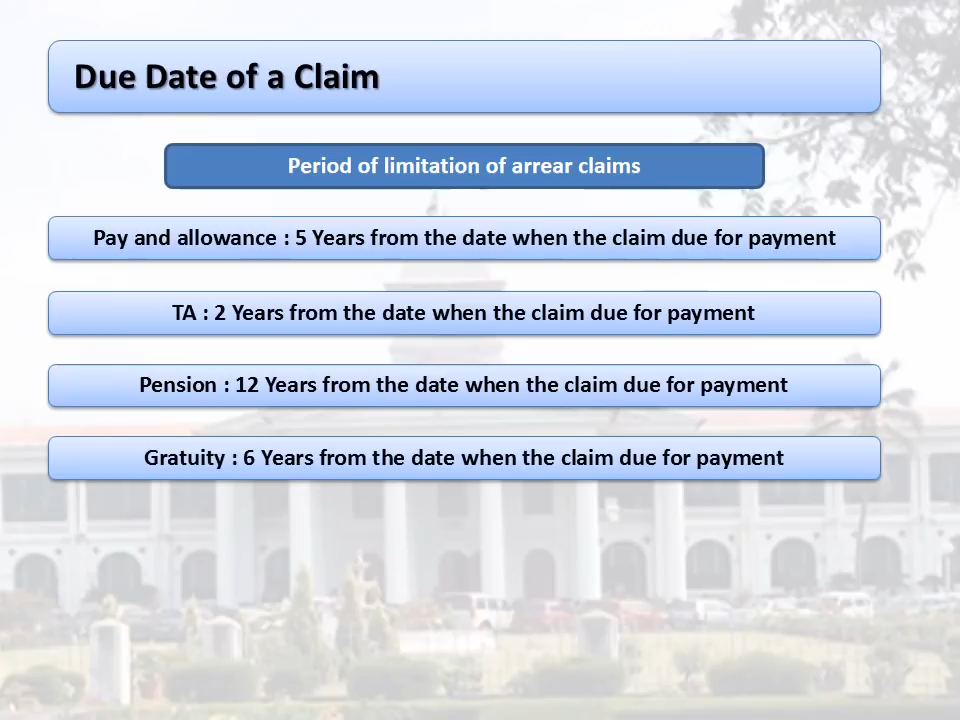 Due Date of a Claim
Period of limitation of arrear claims
Pay and allowance : 5 Years from the date when the claim due for payment
TA : 2 Years from the date when the claim due for payment
Pension : 12 Years from the date when the claim due for payment
Gratuity : 6 Years from the date when the claim due for payment